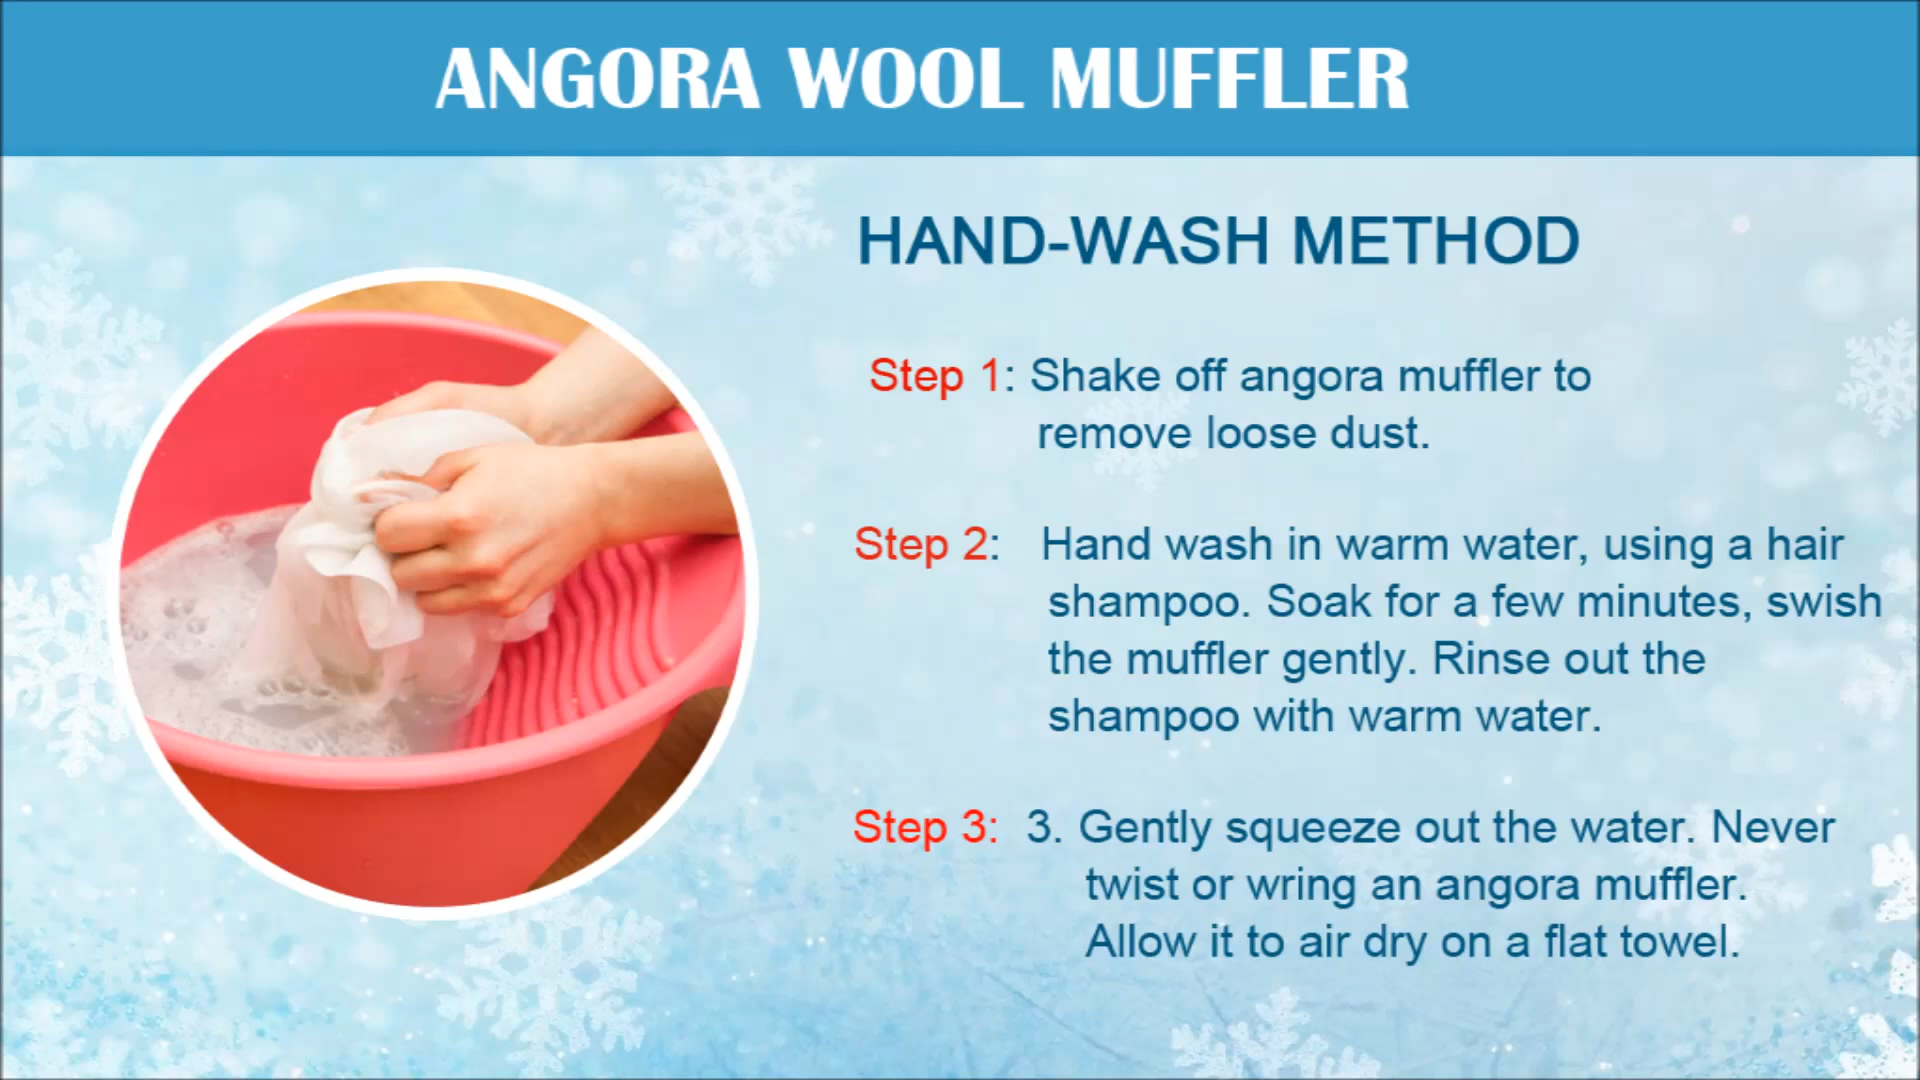 ANGORA WOOL MUFFLER
HAND-WASH METHOD
Step 1: Shake off angora muffler to
remove loose dust.
Step 2: Hand wash in warm water, using a hair
shampoo. Soak for a few minutes, swish
the muffler gently. Rinse out the
shampoo with warm water.
Step 3: 3. Gently squeeze out the water. Never
twist or wring an angora muffler.
Allow it to air dry on a flat towel.